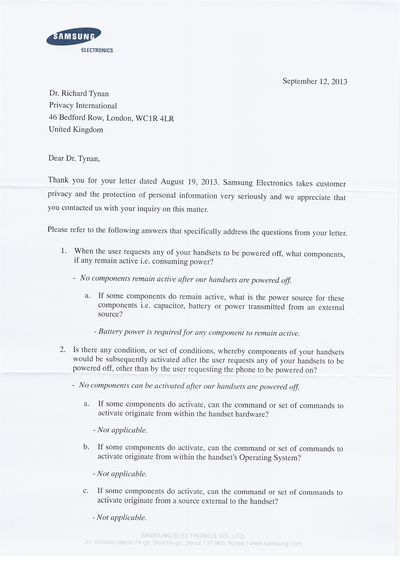 SAMSUNG
ELECTRONICS
September 12, 2013
Dr. Richard Tynan
Privacy International
46 Bedford Row, London, WC1R 4LR
United Kingdom
Dear Dr. Tynan,
Thank you for your letter dated August 19, 2013. Samsung Electronics takes customer
privacy and the protection of personal information very seriously and we appreciate that
you contacted us with your inquiry on this matter.
Please refer to the following answers that specifically address the questions from your letter.
1. When the user requests any of your handsets to be powered off, what components,
if any remain active i.e. consuming power?
- No components remain active after our handsets are powered off.
a. If some components do remain active, what is the power source for these
components i.e. capacitor, battery or power transmitted from an external
source?
- Battery power is required for any component to remain active.
2. Is there any condition, or set of conditions, whereby components of your handsets
would be subsequently activated after the user requests any of your handsets to be
powered off, other than by the user requesting the phone to be powered on?
- No components can be activated after our handsets are powered off.
a. If some components do activate, can the command or set of commands to
activate originate from within the handset hardware?
- Not applicable.
b. If some components do activate, can the command or set of commands to
activate originate from within the handset's Operating System?
- Not applicable.
c. If some components do activate, can the command or set of commands to
activate originate from a source external to the handset?
- Not applicable.
SAMSUNG ELECTRONICS CO., LTD
11, Seocho-daero 74-gil, Seocho-gu, Seoul 137-965, Korea | www.samsung.com